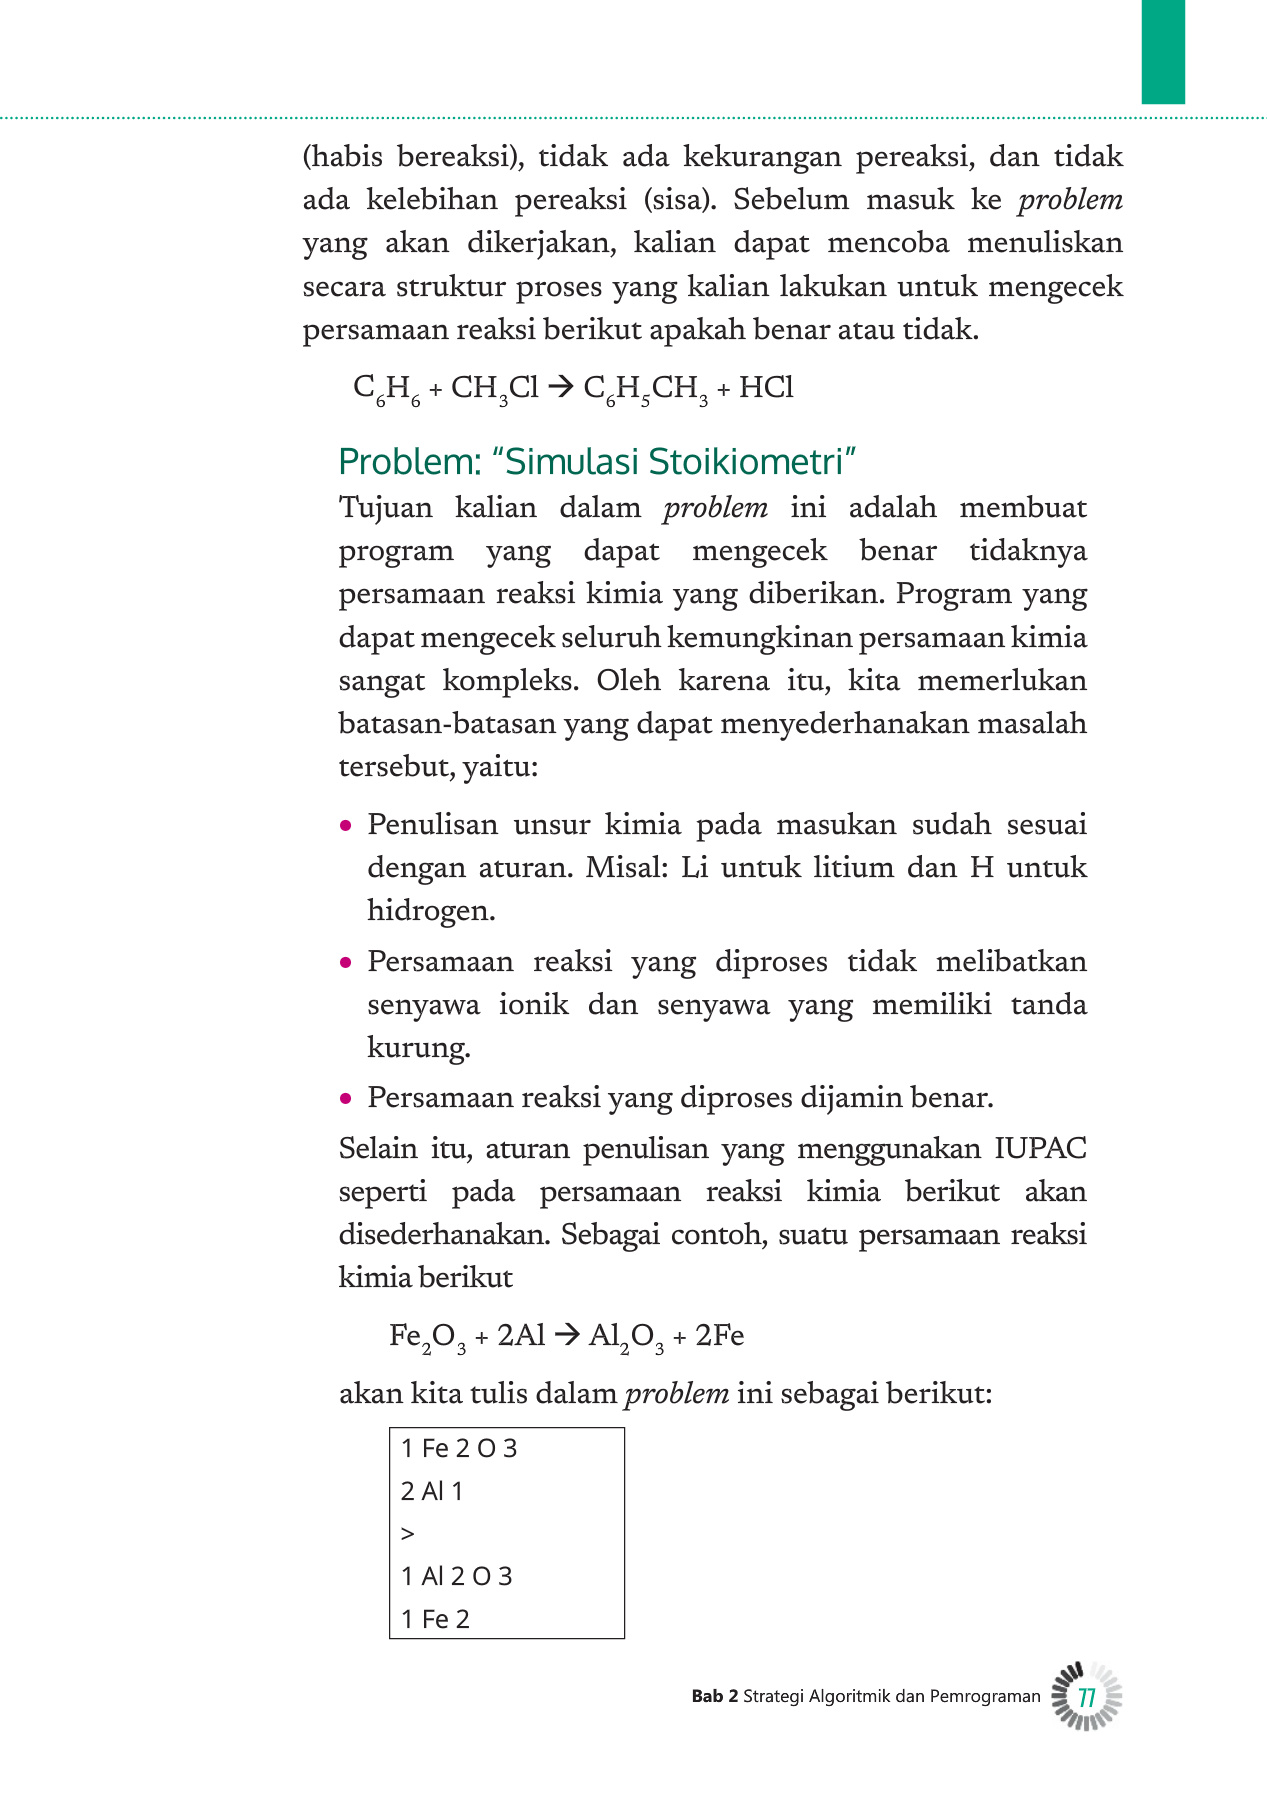 (habis bereaksi), tidak ada kekurangan pereaksi, dan tidak
ada kelebihan pereaksi (sisa). Sebelum masuk ke problem
yang akan dikerjakan, kalian dapat mencoba menuliskan
secara struktur proses yang kalian lakukan untuk mengecek
persamaan reaksi berikut apakah benar atau tidak.
C₆H₆ + CH₃Cl → C₆H₅CH₃ + HCl
Problem: “Simulasi Stoikiometri”
Tujuan kalian dalam problem ini adalah membuat
program yang dapat mengecek benar tidaknya
persamaan reaksi kimia yang diberikan. Program yang
dapat mengecek seluruh kemungkinan persamaan kimia
sangat kompleks. Oleh karena itu, kita memerlukan
batasan-batasan yang dapat menyederhanakan masalah
tersebut, yaitu:
• Penulisan unsur kimia pada masukan sudah sesuai
dengan aturan. Misal: Li untuk litium dan H untuk
hidrogen.
• Persamaan reaksi yang diproses tidak melibatkan
senyawa ionik dan senyawa yang memiliki tanda
kurung.
• Persamaan reaksi yang diproses dijamin benar.
Selain itu, aturan penulisan yang menggunakan IUPAC
seperti pada persamaan reaksi kimia berikut akan
disederhanakan. Sebagai contoh, suatu persamaan reaksi
kimia berikut
Fe₂O₃ + 2Al → Al₂O₃ + 2Fe
akan kita tulis dalam problem ini sebagai berikut:
1 Fe 2 O 3
2 Al 1
>
1 Al 2 O 3
1 Fe 2
Bab 2 Strategi Algoritmik dan Pemrograman 77